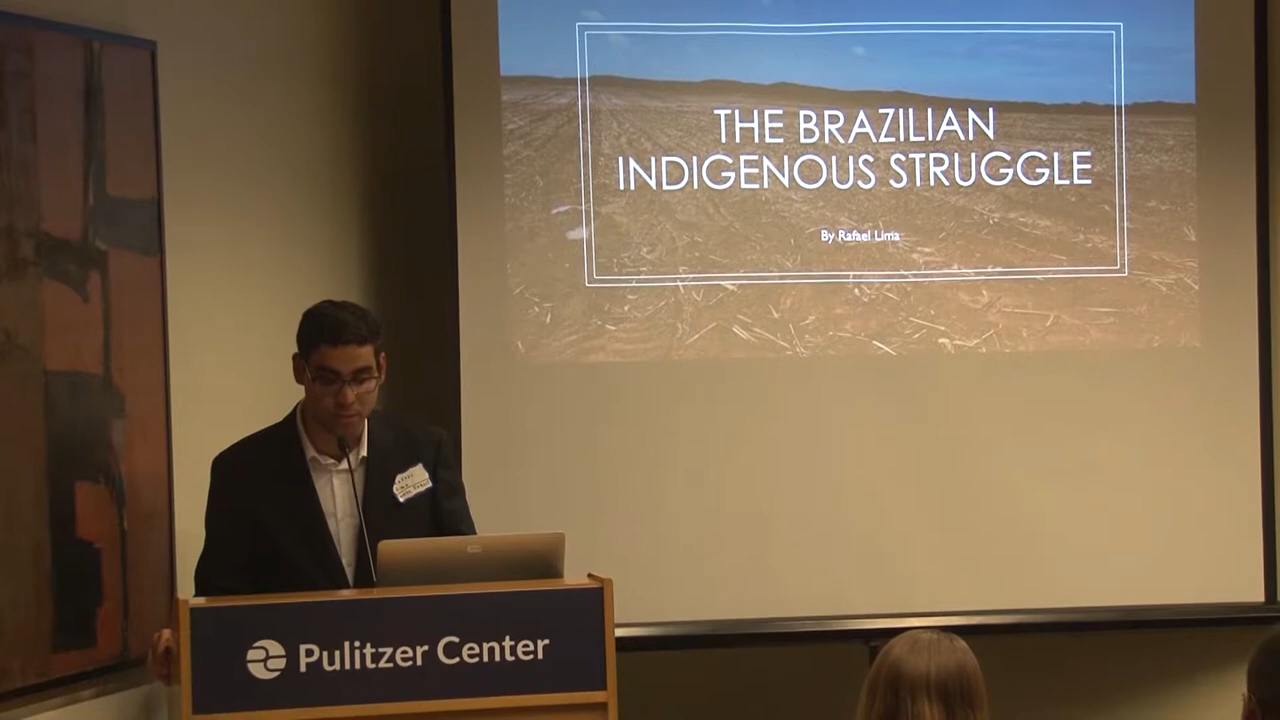 THE BRAZILIAN
INDIGENOUS STRUGGLE
By Rafael Lima
Pulitzer Center